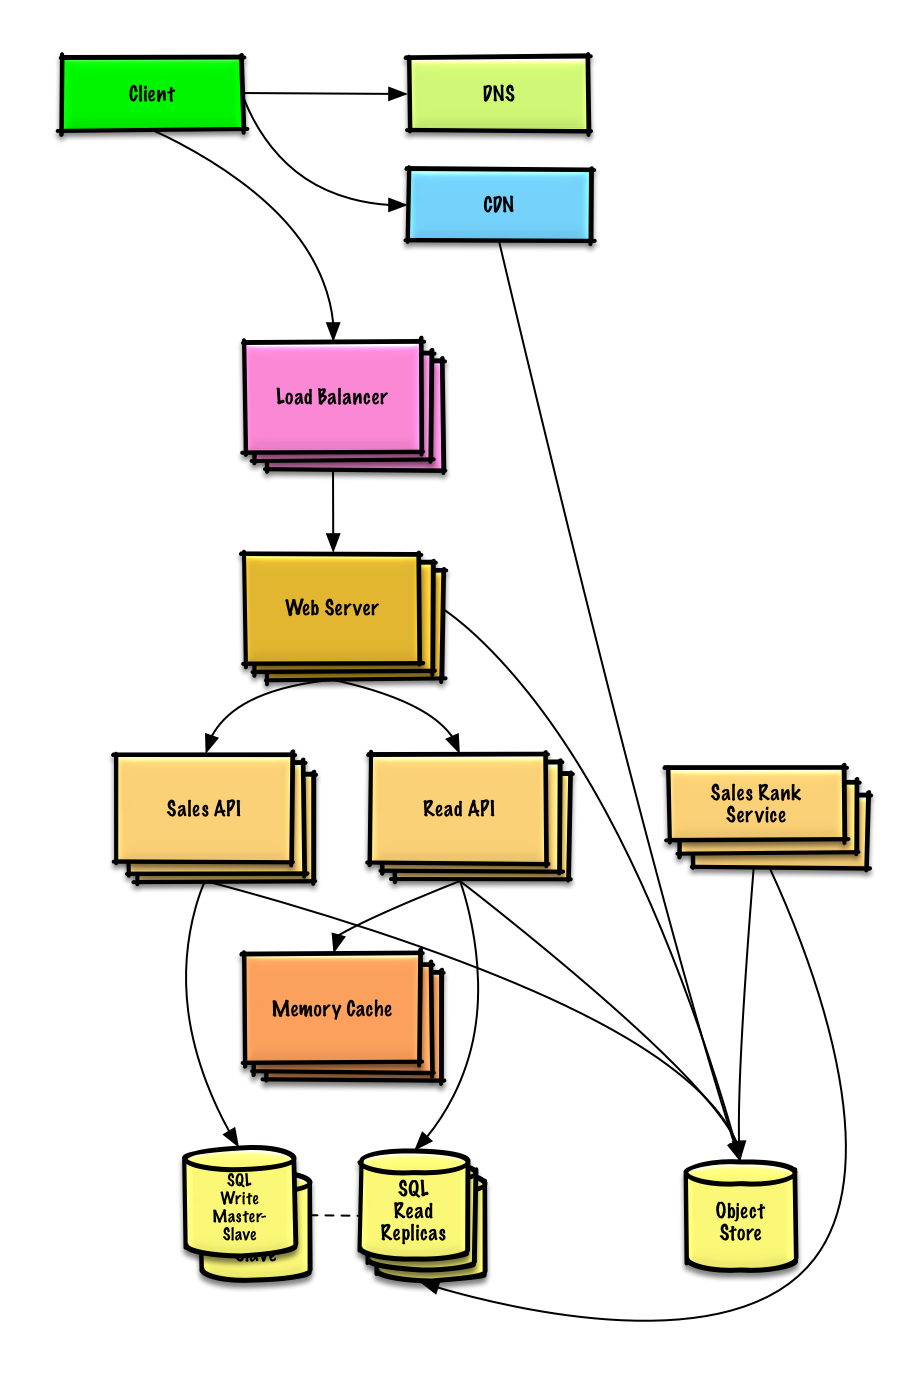 Client
DNS
CDN
Load Balancer
Web Server
Sales API
Read API
Sales Rank
Service
Memory Cache
SQL
Write
Master-
Slave
Slave
SQL
Read
Replicas
Object
Store